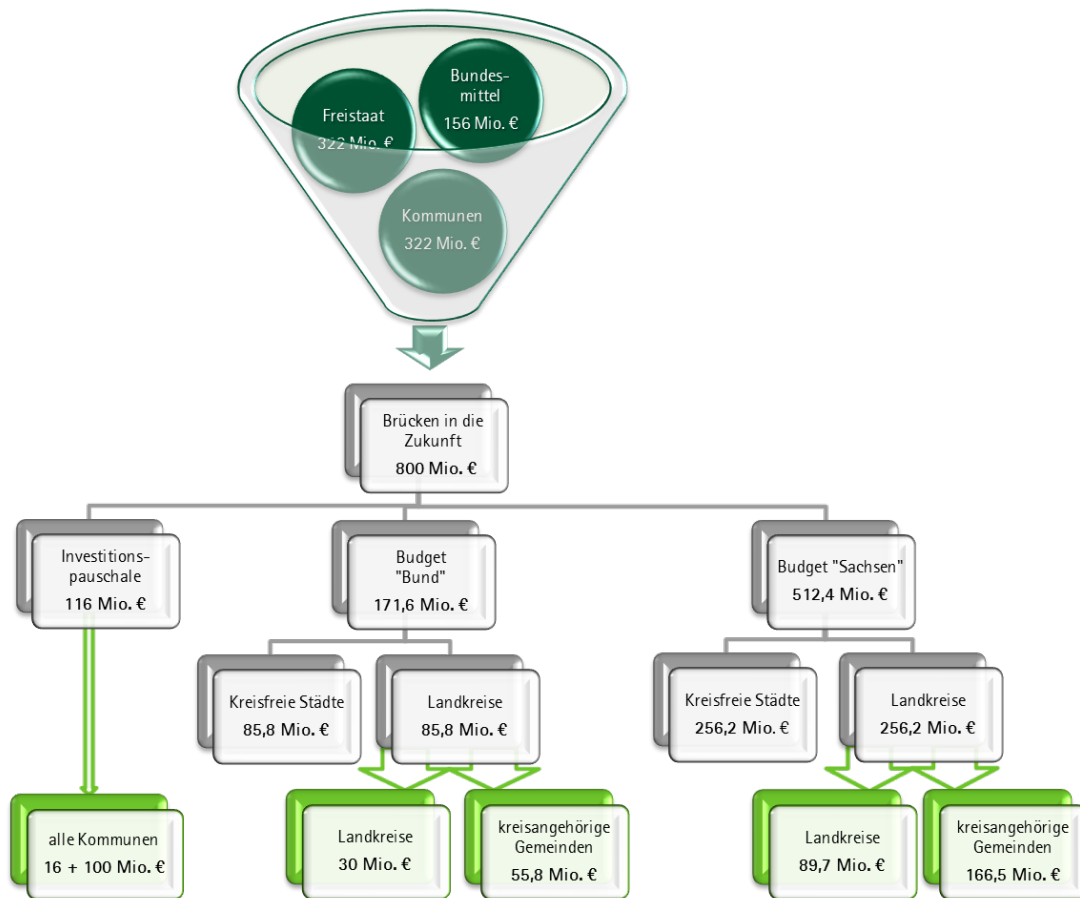 Bundes-
mittel
156 Mio. €
Freistaat
322 Mio. €
Kommunen
322 Mio. €
Brücken in die
Zukunft
800 Mio. €
Investitions-
pauschale
116 Mio. €
Budget
"Bund"
171,6 Mio. €
Budget "Sachsen"
512,4 Mio. €
Kreisfreie Städte
85,8 Mio. €
Landkreise
85,8 Mio. €
Kreisfreie Städte
256,2 Mio. €
Landkreise
256,2 Mio. €
alle Kommunen
16 + 100 Mio. €
Landkreise
30 Mio. €
kreisangehörige
Gemeinden
55,8 Mio. €
Landkreise
89,7 Mio. €
kreisangehörige
Gemeinden
166,5 Mio. €